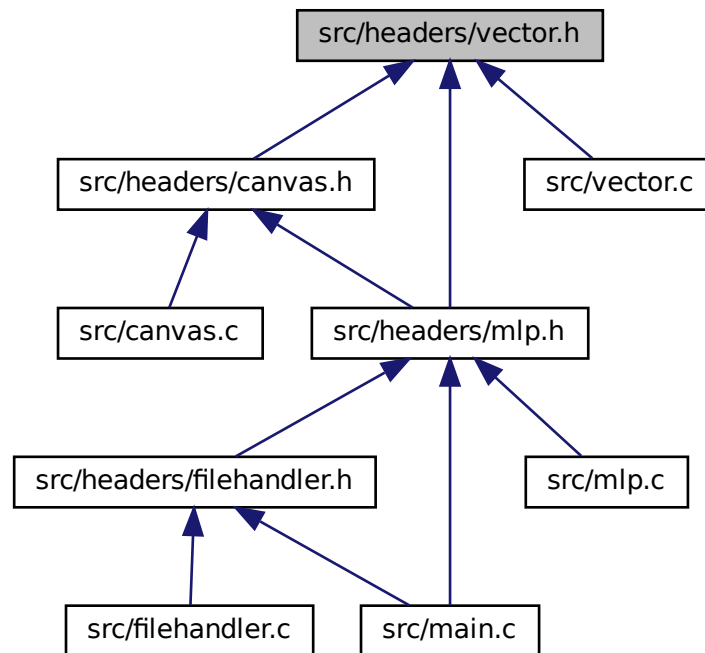 src/headers/vector.h
src/headers/canvas.h
src/vector.c
src/canvas.c
src/headers/mlp.h
src/headers/filehandler.h
src/mlp.c
src/filehandler.c
src/main.c